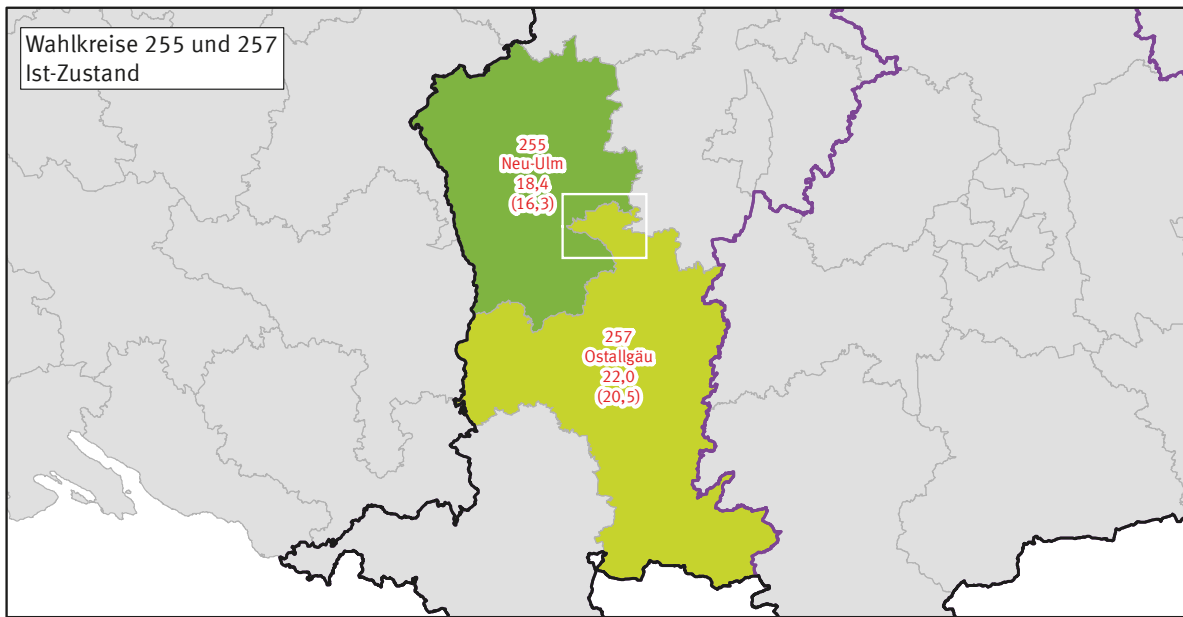 Wahlkreise 255 und 257
Ist-Zustand
255
Neu-Ulm
18,4
(16,3)
257
Ostallgäu
22,0
(20,5)